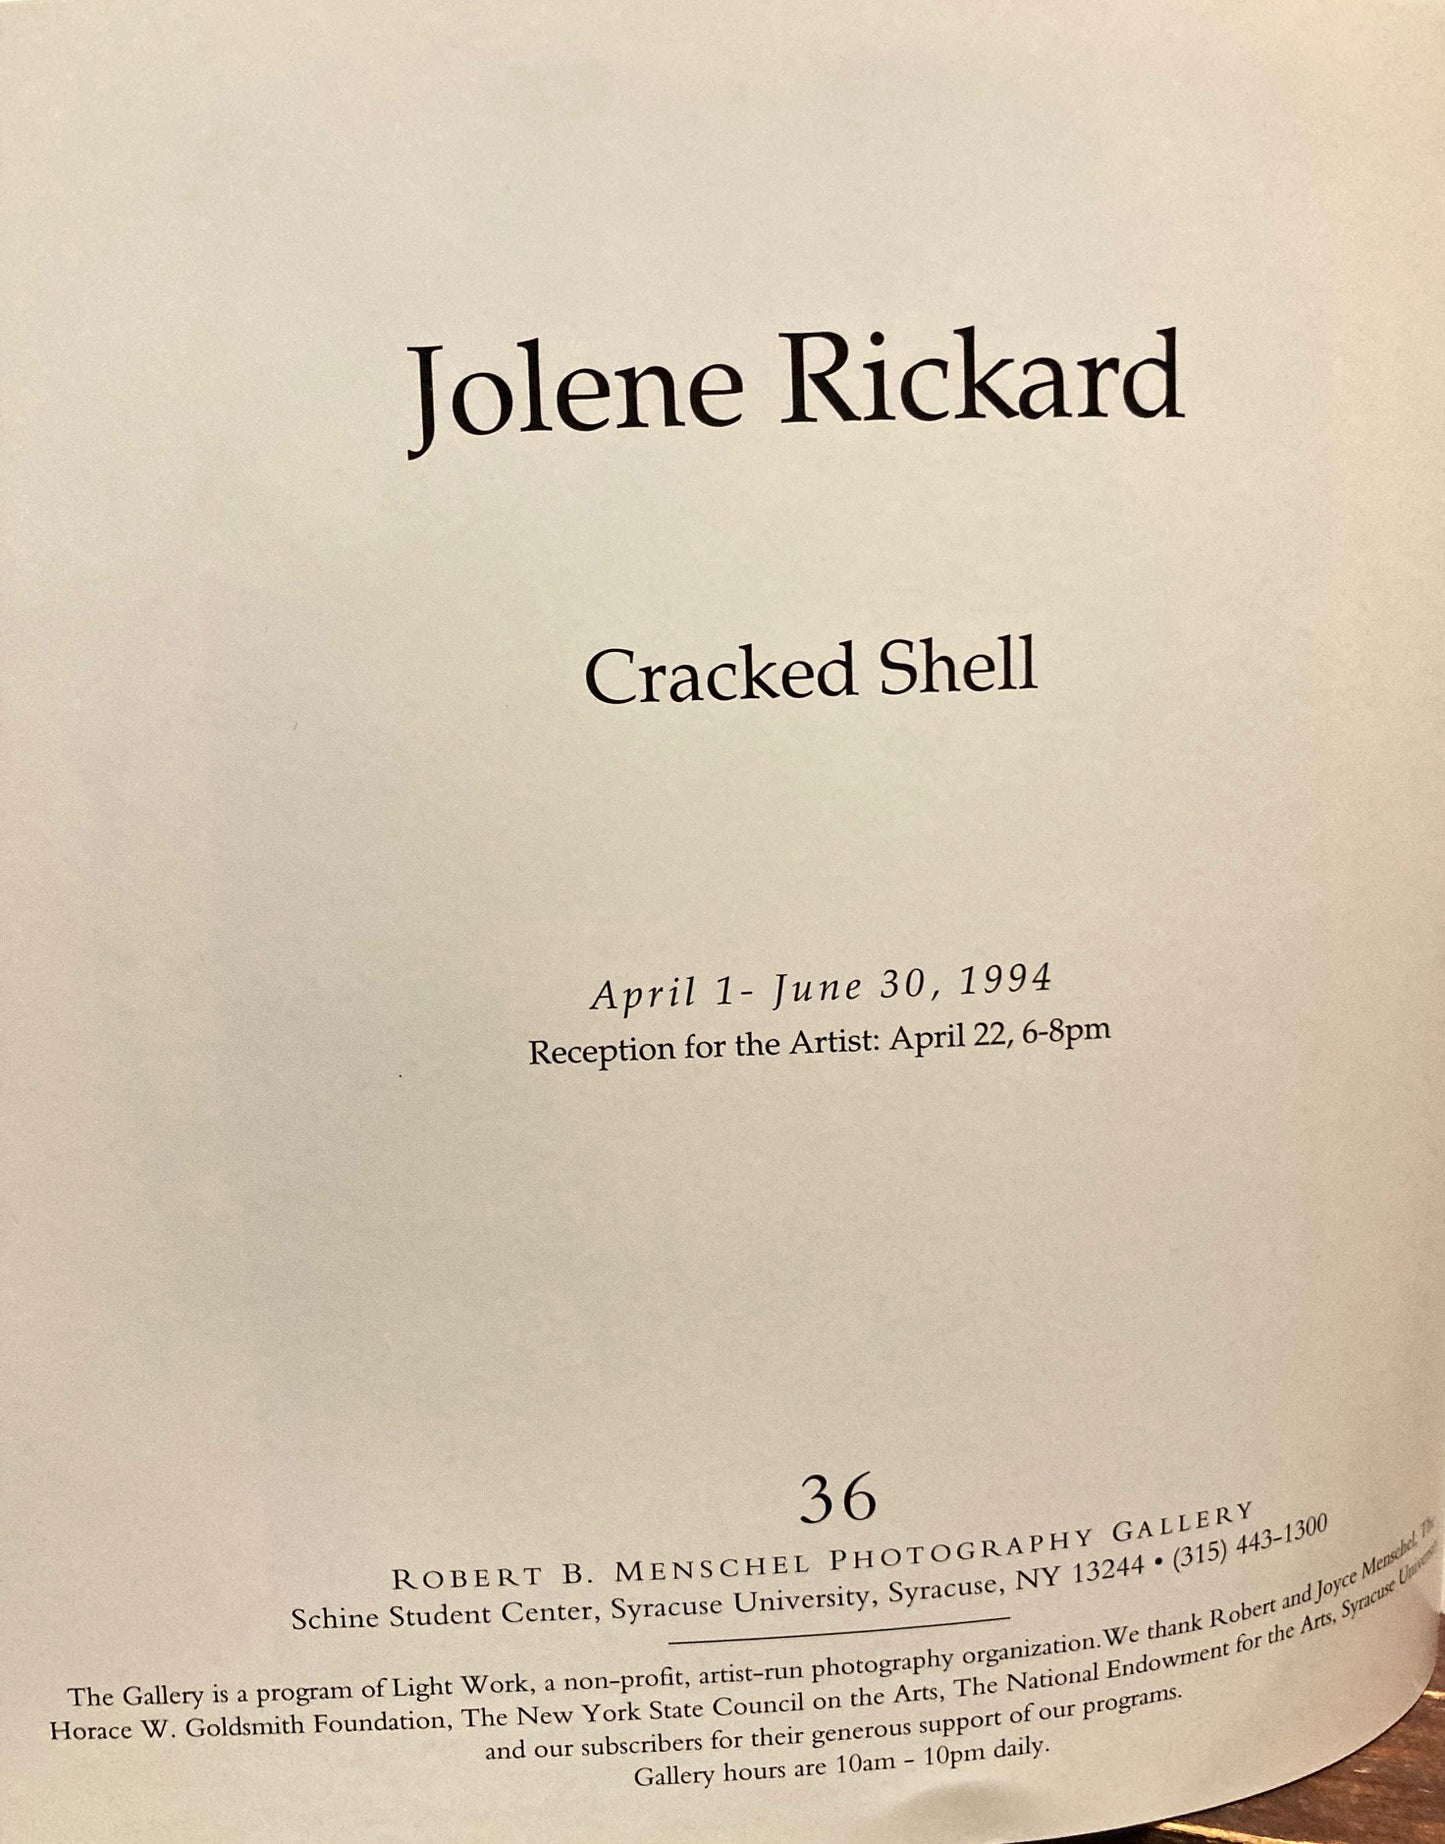 Jolene Rickard
Cracked Shell
April 1- June 30, 1994
Reception for the Artist: April 22, 6-8pm
36
ROBERT B. MENSCHEL PHOTOGRAPHY GALLERY
Schine Student Center, Syracuse University, Syracuse, NY 13244 • (315) 443-1300
The Gallery is a program of Light Work, a non-profit, artist-run photography organization. We thank Robert and Joyce Menschel, The
Horace W. Goldsmith Foundation, The New York State Council on the Arts, The National Endowment for the Arts, Syracuse University
and our subscribers for their generous support of our programs.
Gallery hours are 10am - 10pm daily.